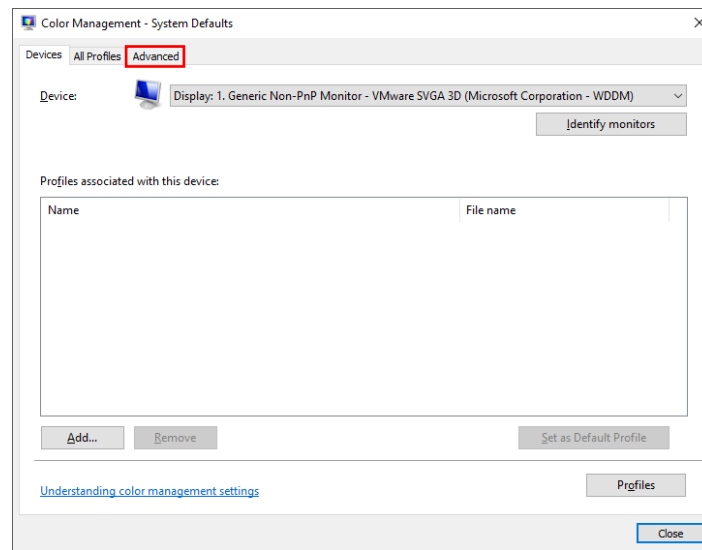 Color Management - System Defaults
Devices All Profiles Advanced
Device: Display: 1. Generic Non-PnP Monitor - VMware SVGA 3D (Microsoft Corporation - WDDM)
Identify monitors
Profiles associated with this device:
Name File name
Add... Remove Set as Default Profile
Understanding color management settings Profiles
Close